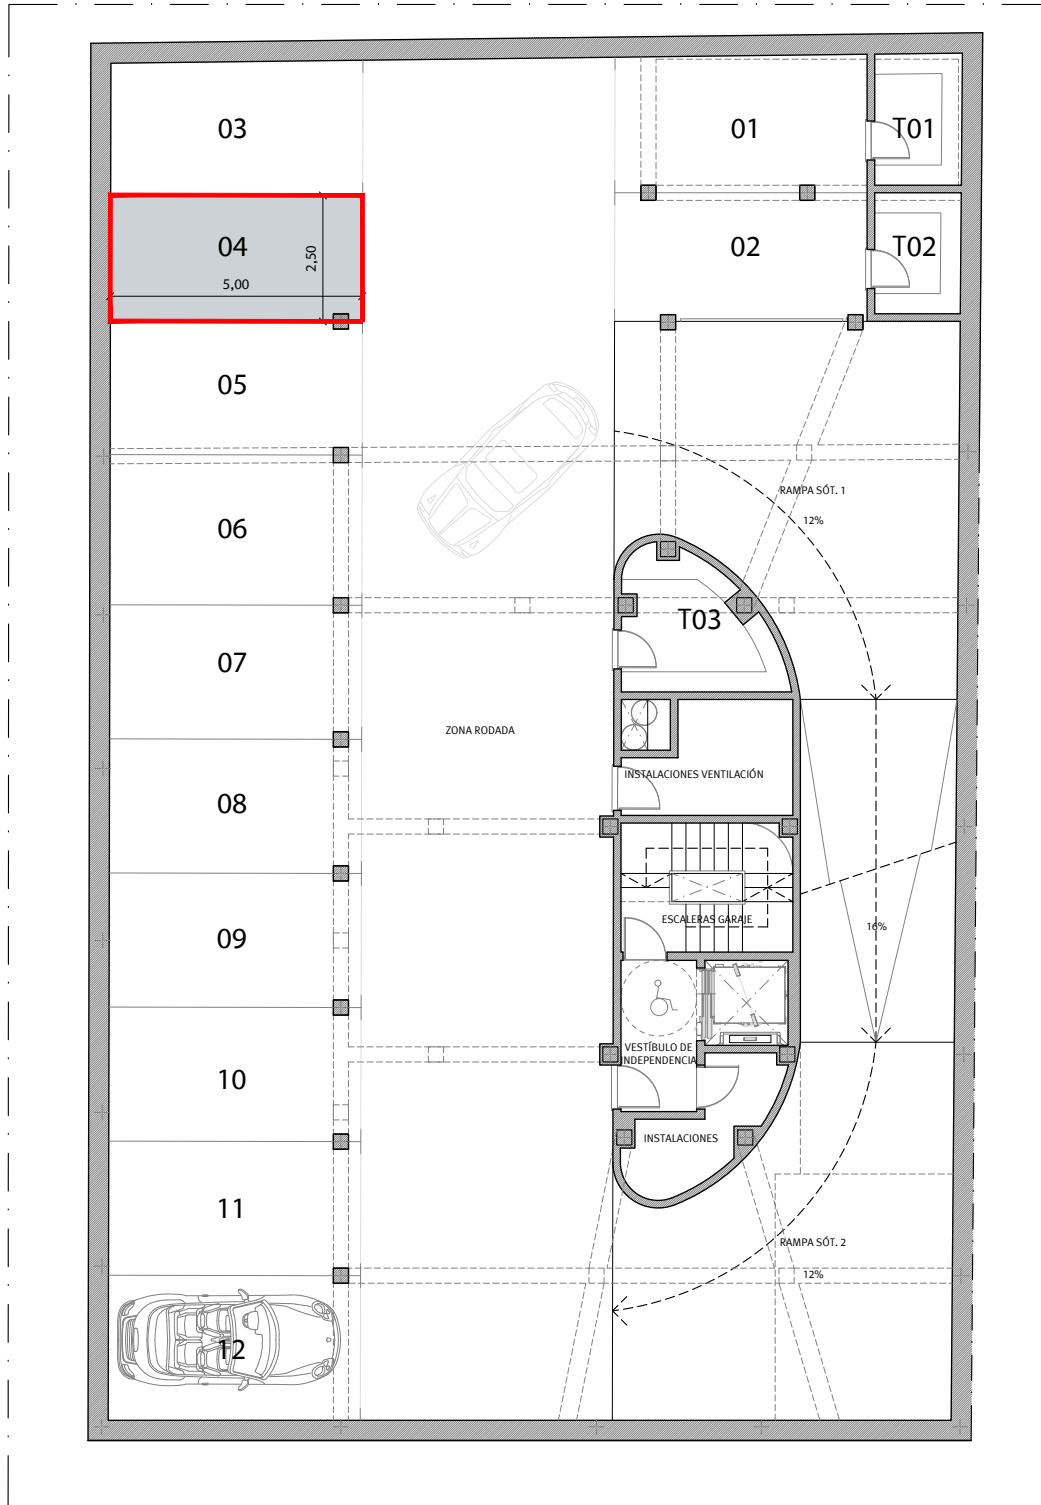 03
01
T01
04
2,50
5,00
02
T02
05
RAMPA SÓT. 1
12%
06
T03
07
ZONA RODADA
INSTALACIONES VENTILACIÓN
08
ESCALERAS GARAJE
16%
09
VESTÍBULO DE
INDEPENDENCIA
10
INSTALACIONES
11
RAMPA SÓT. 2
12%
12